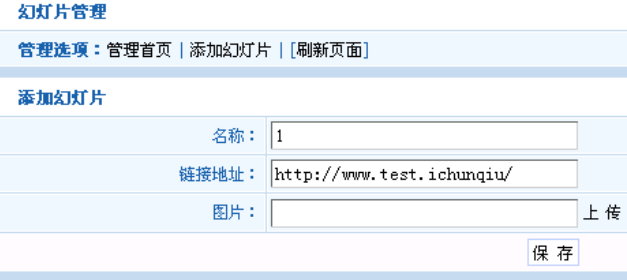 幻灯片管理
管理选项：管理首页 | 添加幻灯片 | [刷新页面]
添加幻灯片
名称： 1
链接地址： http://www.test.ichunqiu/
图片： 上 传
保 存